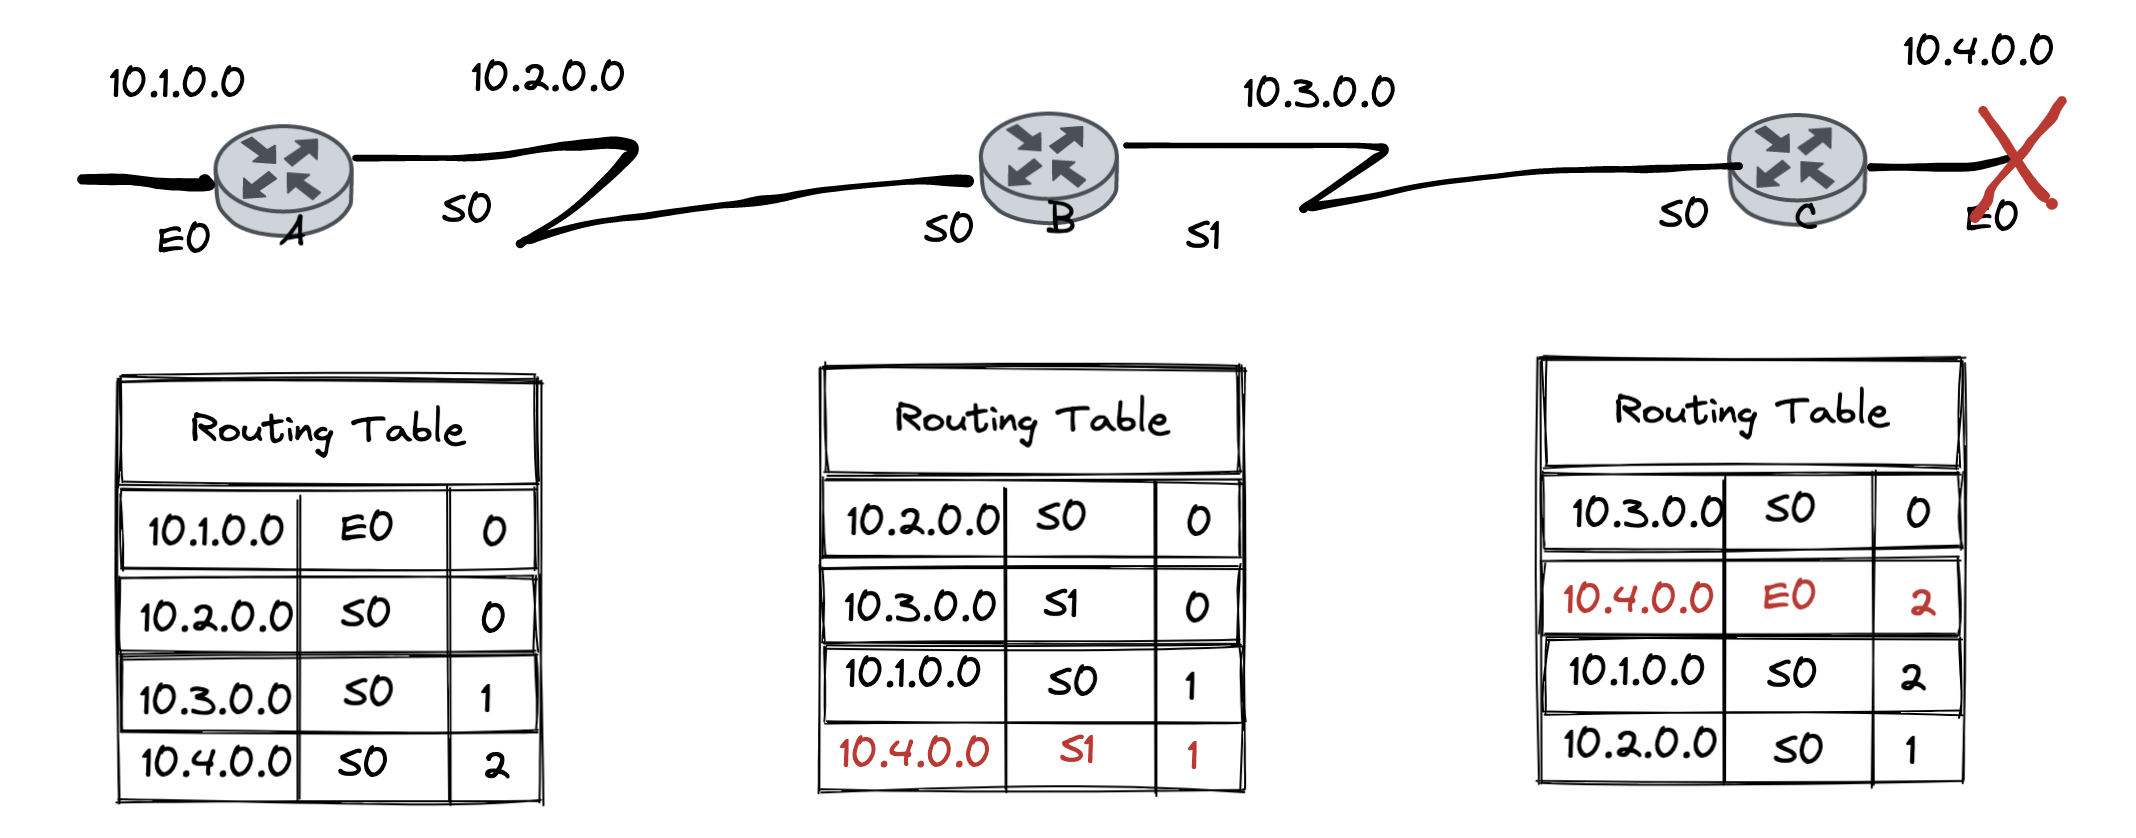 10.1.0.0
10.2.0.0
10.3.0.0
10.4.0.0
E0
A
S0
S0
B
S1
S0
C
E0
Routing Table
10.1.0.0 E0 0
10.2.0.0 S0 0
10.3.0.0 S0 1
10.4.0.0 S0 2
Routing Table
10.2.0.0 S0 0
10.3.0.0 S1 0
10.1.0.0 S0 1
10.4.0.0 S1 1
Routing Table
10.3.0.0 S0 0
10.4.0.0 E0 2
10.1.0.0 S0 2
10.2.0.0 S0 1